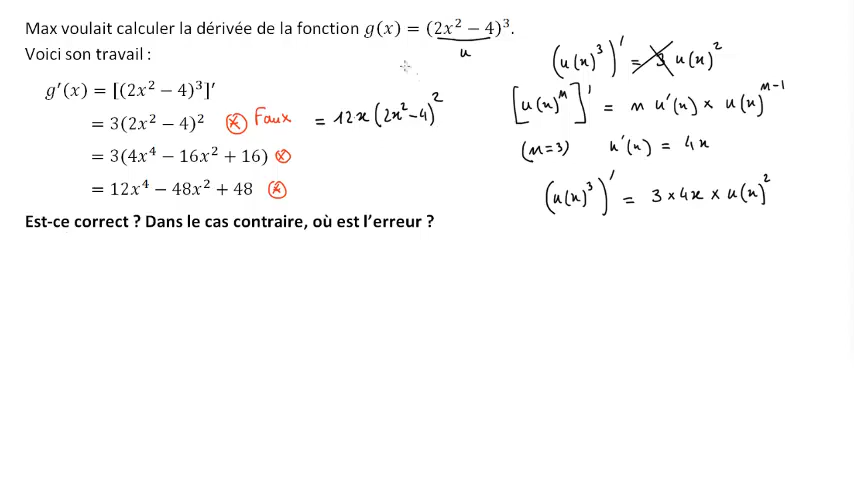 Max voulait calculer la dérivée de la fonction g(x) = (2x² − 4)³.
u
Voici son travail :
g′(x) = [(2x² − 4)³]′
= 3(2x² − 4)² Faux = 12x(2x²−4)²
= 3(4x⁴ − 16x² + 16)
= 12x⁴ − 48x² + 48
Est-ce correct ? Dans le cas contraire, où est l’erreur ?
(u(x)³)′ = 3 u(x)²
[u(x)ⁿ]′ = n u′(x) × u(x)ⁿ⁻¹
(n=3) u′(x) = 4x
(u(x)³)′ = 3 × 4x × u(x)²